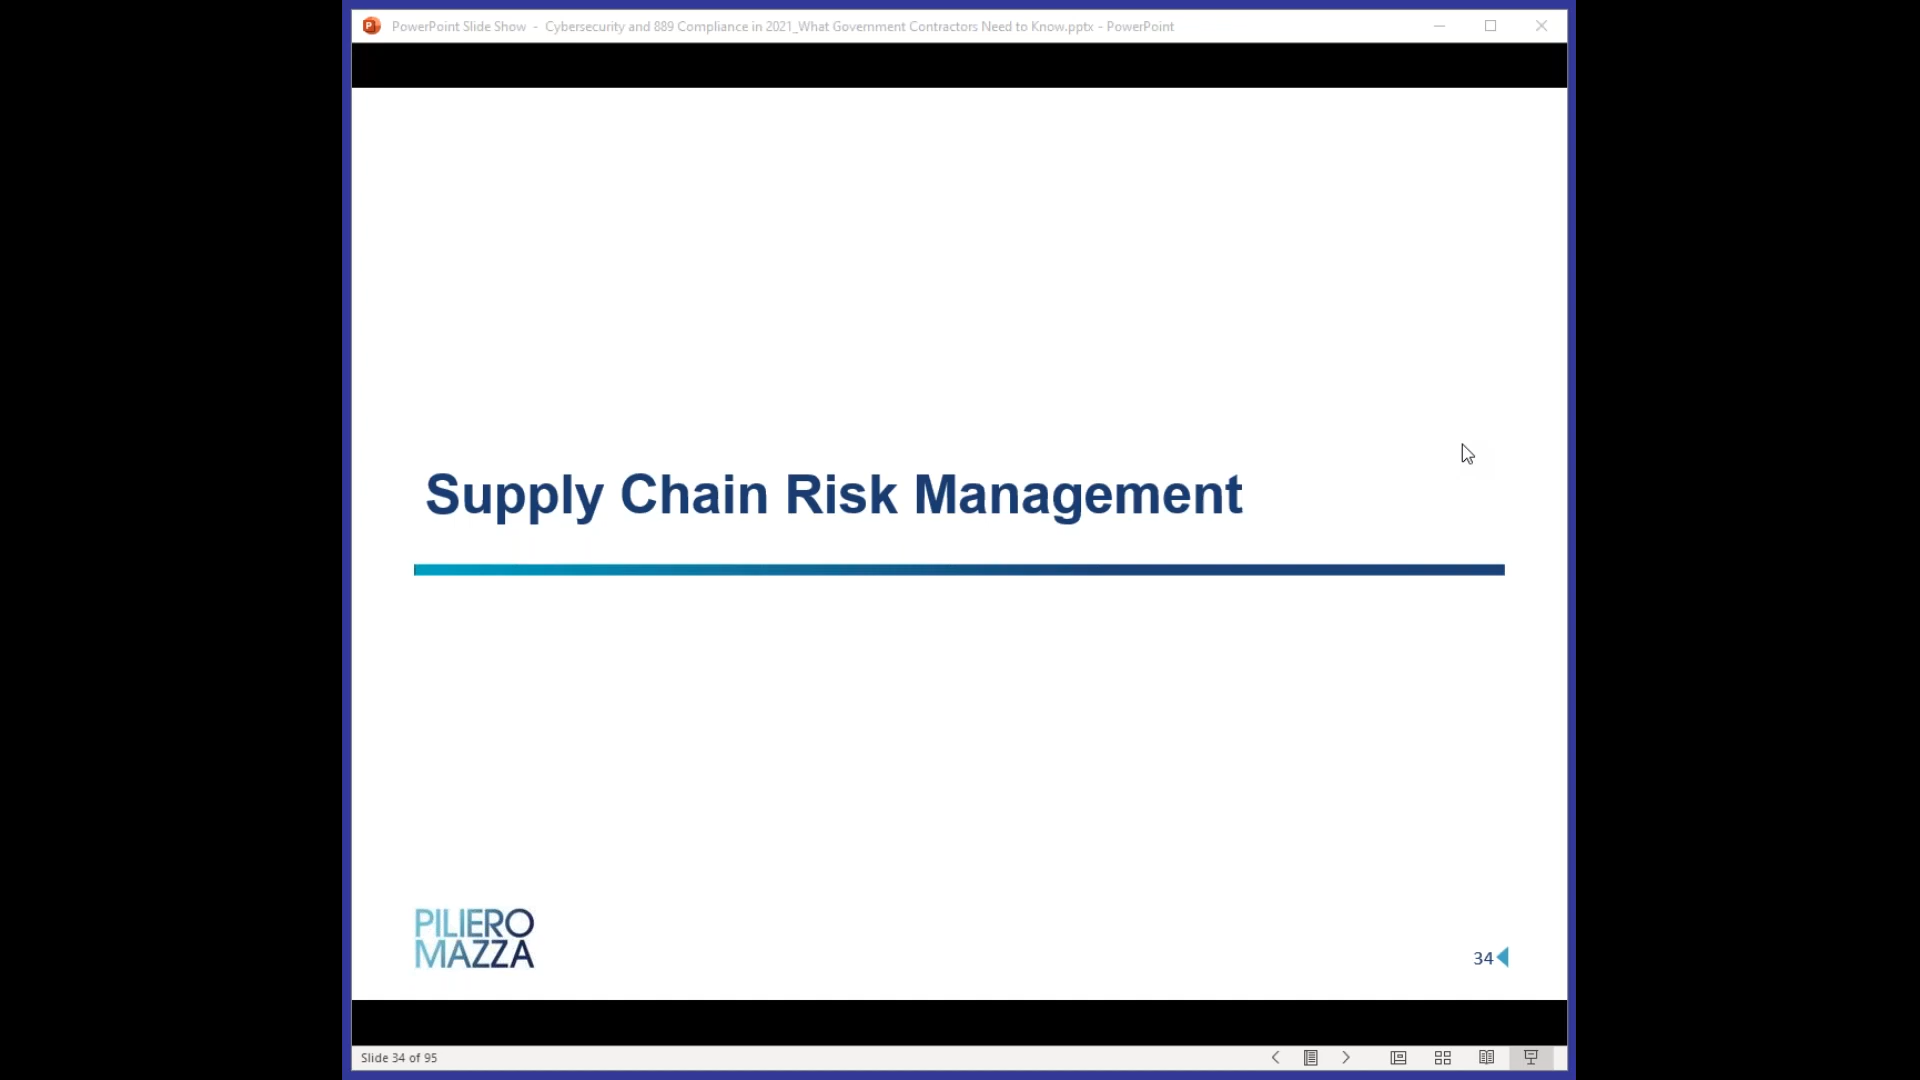 PowerPoint Slide Show - Cybersecurity and 889 Compliance in 2021_What Government Contractors Need to Know.pptx - PowerPoint
Supply Chain Risk Management
PILIERO
MAZZA
34
Slide 34 of 95